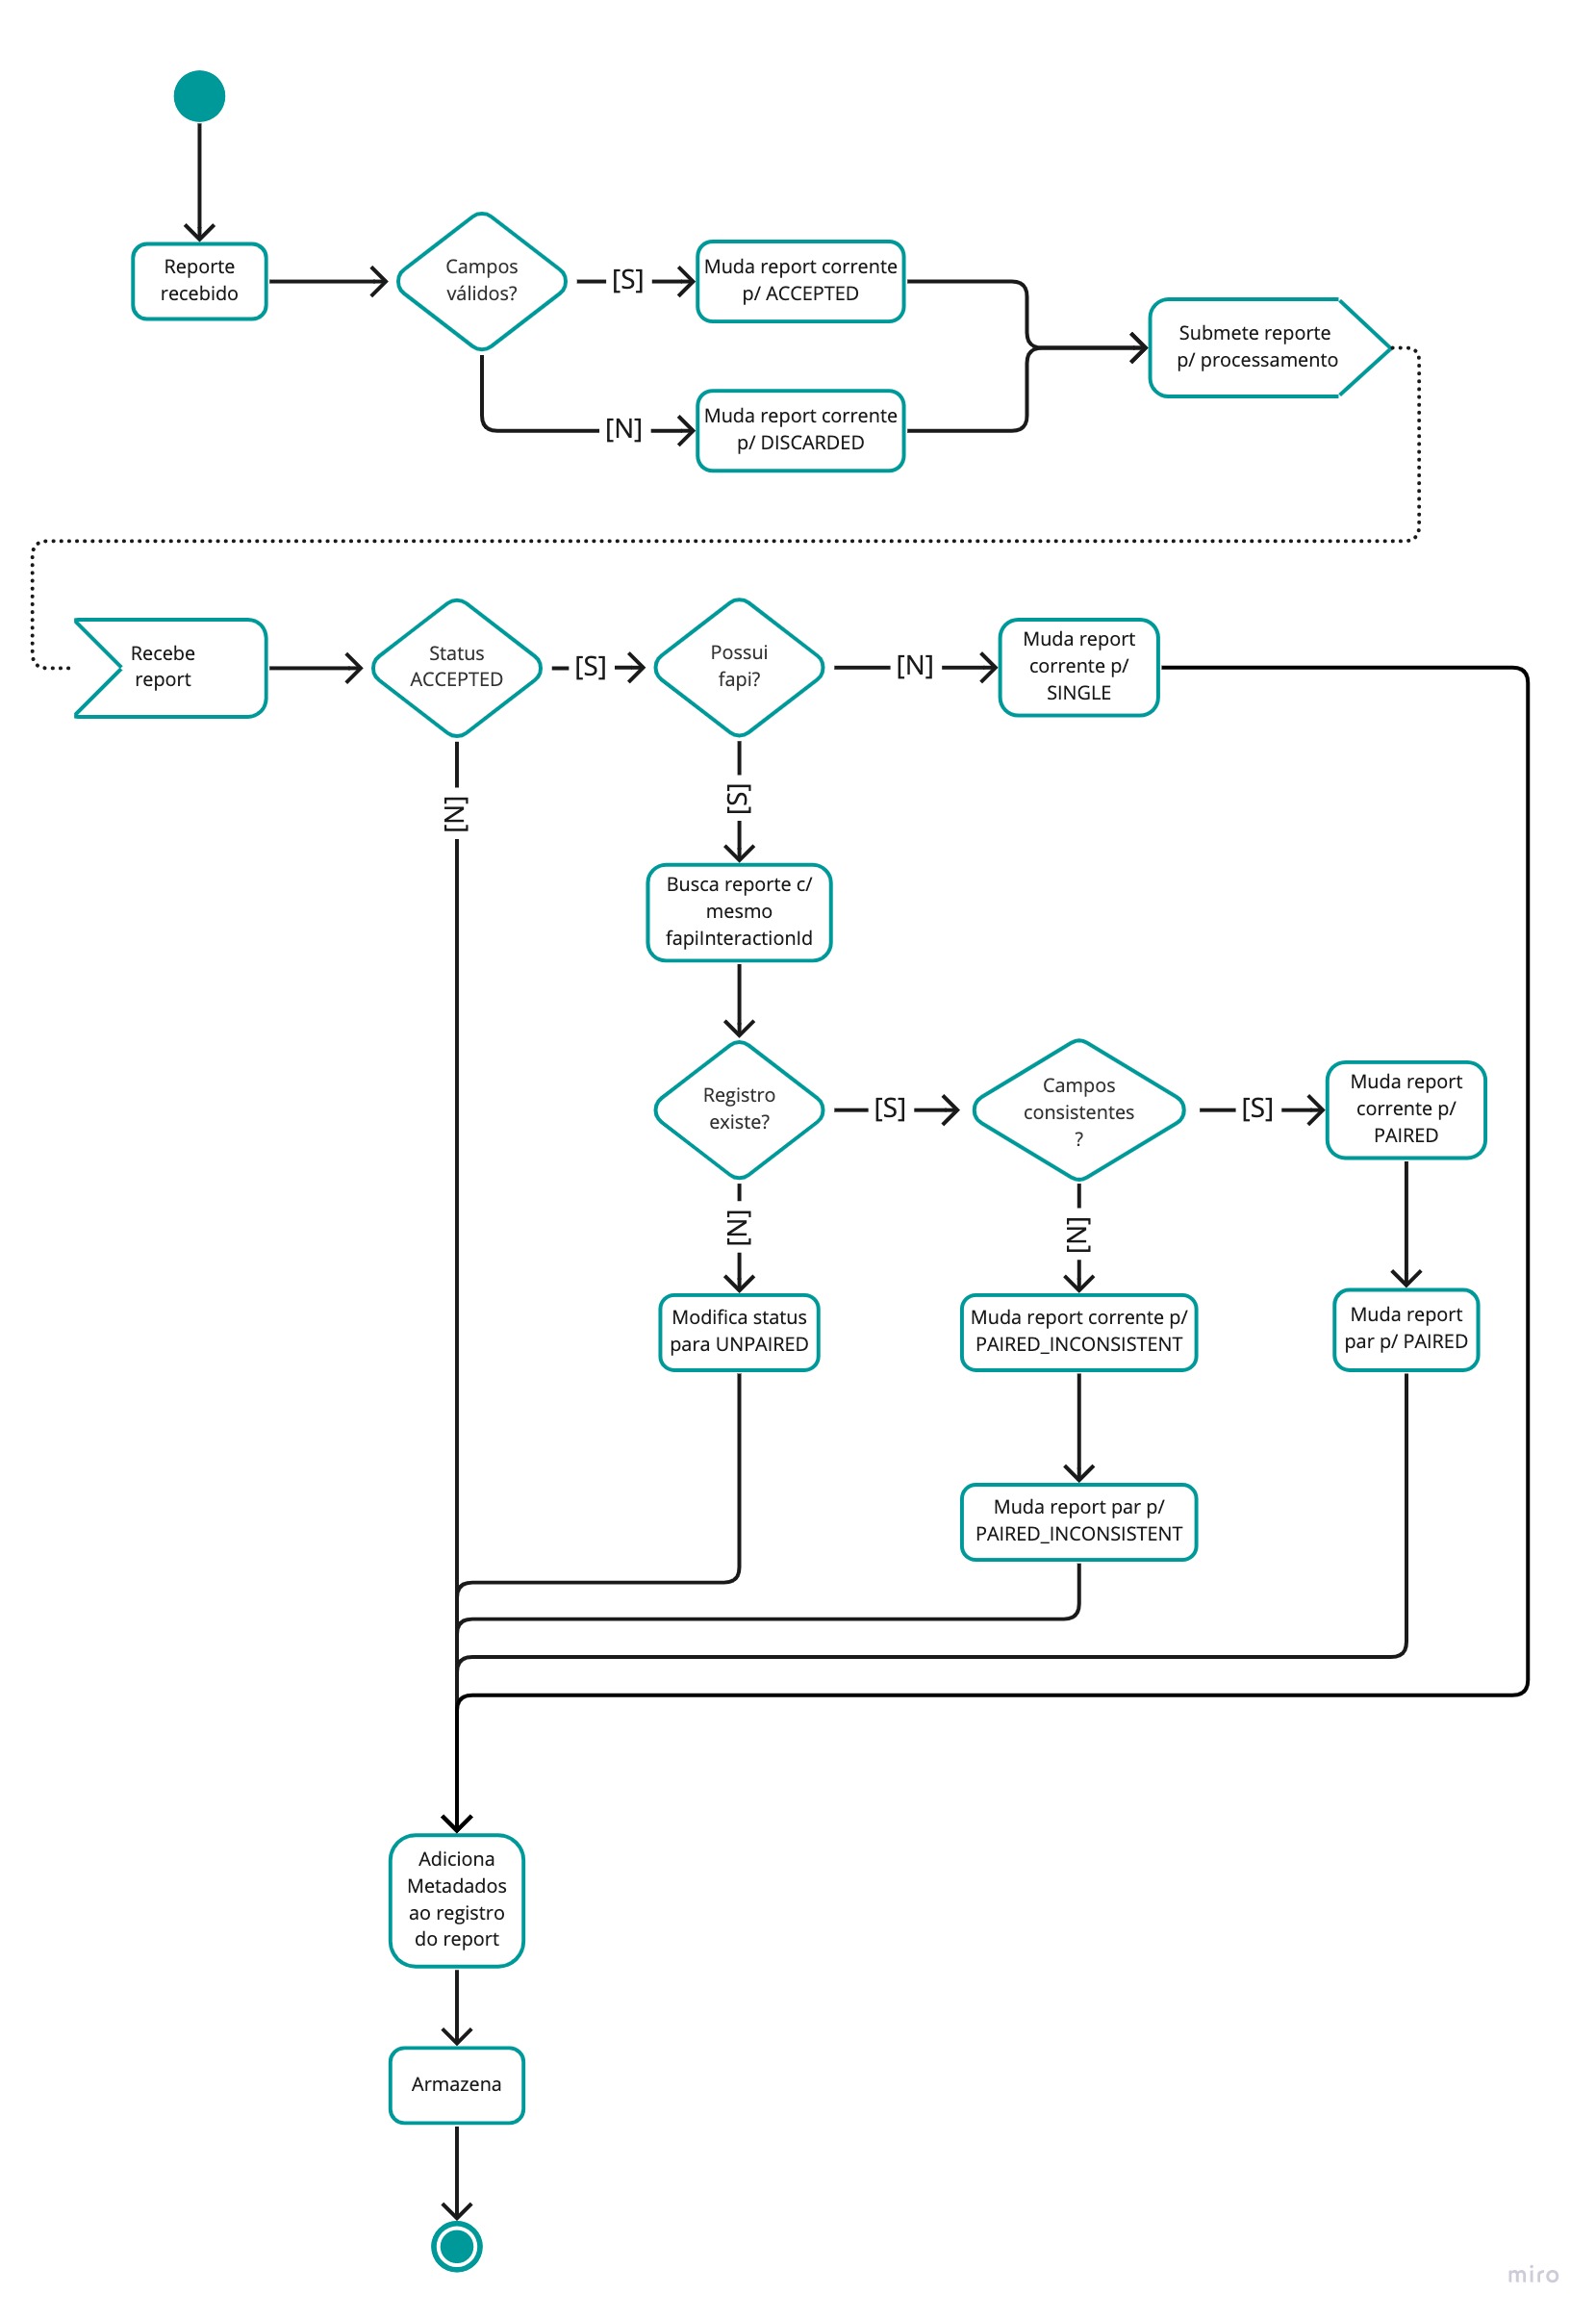 Reporte
recebido
Campos
válidos?
[S]
Muda report corrente
p/ ACCEPTED
[N]
Muda report corrente
p/ DISCARDED
Submete reporte
p/ processamento
Recebe
report
Status
ACCEPTED
[S]
Possui
fapi?
[N]
Muda report
corrente p/
SINGLE
[N]
[S]
Busca reporte c/
mesmo
fapiInteractionId
Registro
existe?
[S]
Campos
consistentes
?
[S]
Muda report
corrente p/
PAIRED
[N]
[N]
Modifica status
para UNPAIRED
Muda report corrente p/
PAIRED_INCONSISTENT
Muda report
par p/ PAIRED
Muda report par p/
PAIRED_INCONSISTENT
Adiciona
Metadados
ao registro
do report
Armazena
miro